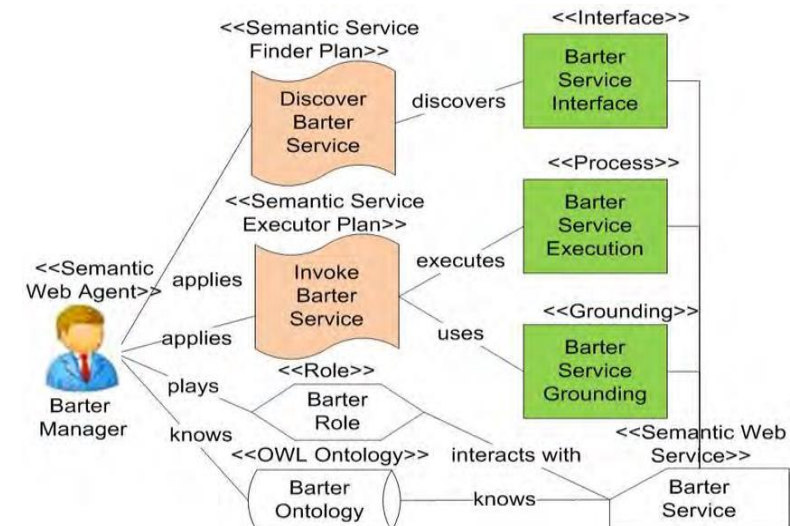 <<Semantic Service
Finder Plan>>
Discover
Barter
Service
discovers
<<Interface>>
Barter
Service
Interface
<<Semantic Service
Executor Plan>>
Invoke
Barter
Service
executes
uses
<<Process>>
Barter
Service
Execution
<<Grounding>>
Barter
Service
Grounding
<<Semantic
Web Agent>>
Barter
Manager
applies
applies
plays
knows
<<Role>>
Barter
Role
<<OWL Ontology>>
Barter
Ontology
interacts with
knows
<<Semantic Web
Service>>
Barter
Service